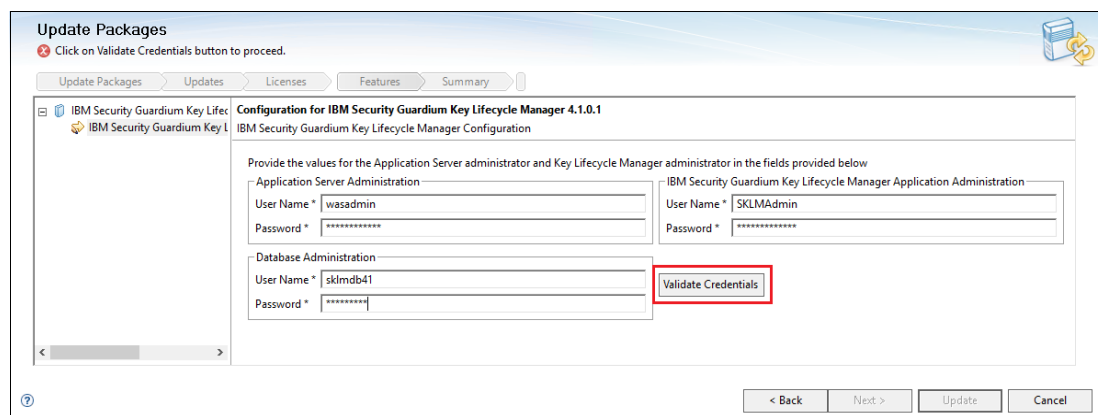 Update Packages
Click on Validate Credentials button to proceed.
Update Packages Updates Licenses Features Summary
IBM Security Guardium Key Lifec
IBM Security Guardium Key L
Configuration for IBM Security Guardium Key Lifecycle Manager 4.1.0.1
IBM Security Guardium Key Lifecycle Manager Configuration
Provide the values for the Application Server administrator and Key Lifecycle Manager administrator in the fields provided below
Application Server Administration
User Name * wasadmin
Password * ************
IBM Security Guardium Key Lifecycle Manager Application Administration
User Name * SKLMAdmin
Password * *************
Database Administration
User Name * sklmdb41
Password * *********
Validate Credentials
< Back Next > Update Cancel